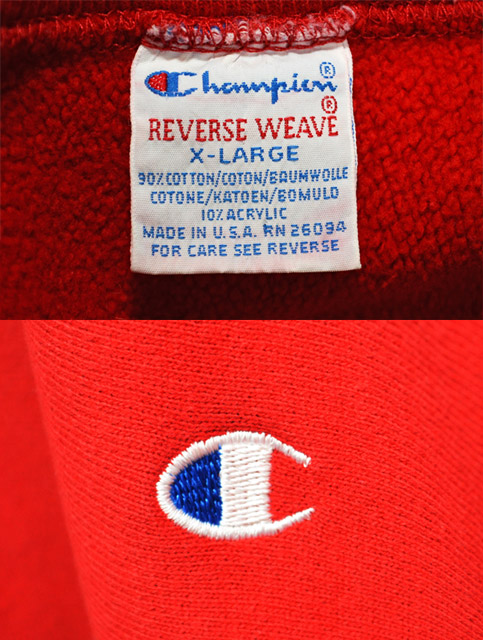 Champion®
REVERSE WEAVE®
X-LARGE
90% COTTON/COTON/BAUMWOLLE
COTONE/KATOEN/BOMULD
10% ACRYLIC
MADE IN U.S.A. RN 26094
FOR CARE SEE REVERSE